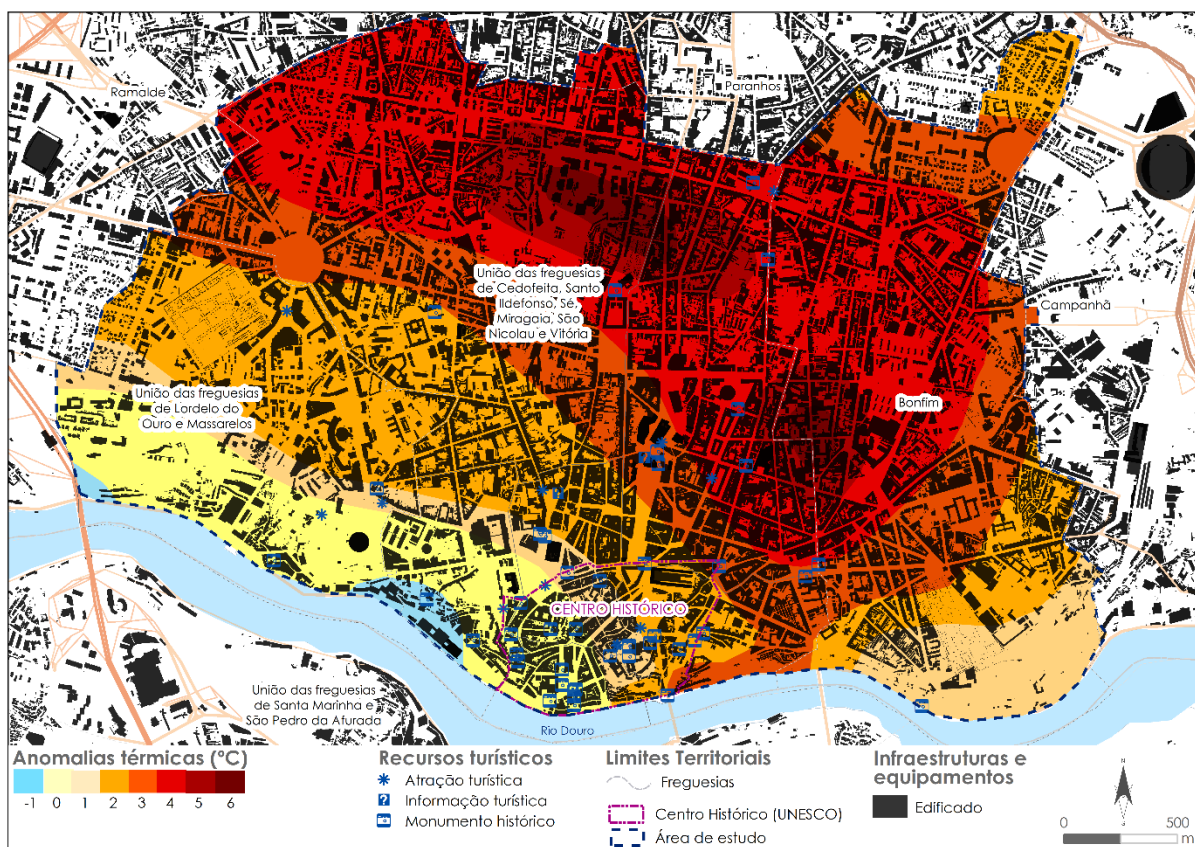 Ramalde
Paranhos
União das freguesias
de Cedofeita, Santo
Ildefonso, Sé,
Miragaia, São
Nicolau e Vitória
Campanhã
União das freguesias
de Lordelo do
Ouro e Massarelos
Bonfim
CENTRO HISTÓRICO
União das freguesias
de Santa Marinha e
São Pedro da Afurada
Rio Douro
Anomalias térmicas (ºC)
-1 0 1 2 3 4 5 6
Recursos turísticos
Atração turística
? Informação turística
Monumento histórico
Limites Territoriais
Freguesias
Centro Histórico (UNESCO)
Área de estudo
Infraestruturas e
equipamentos
Edificado
N
0 500
m